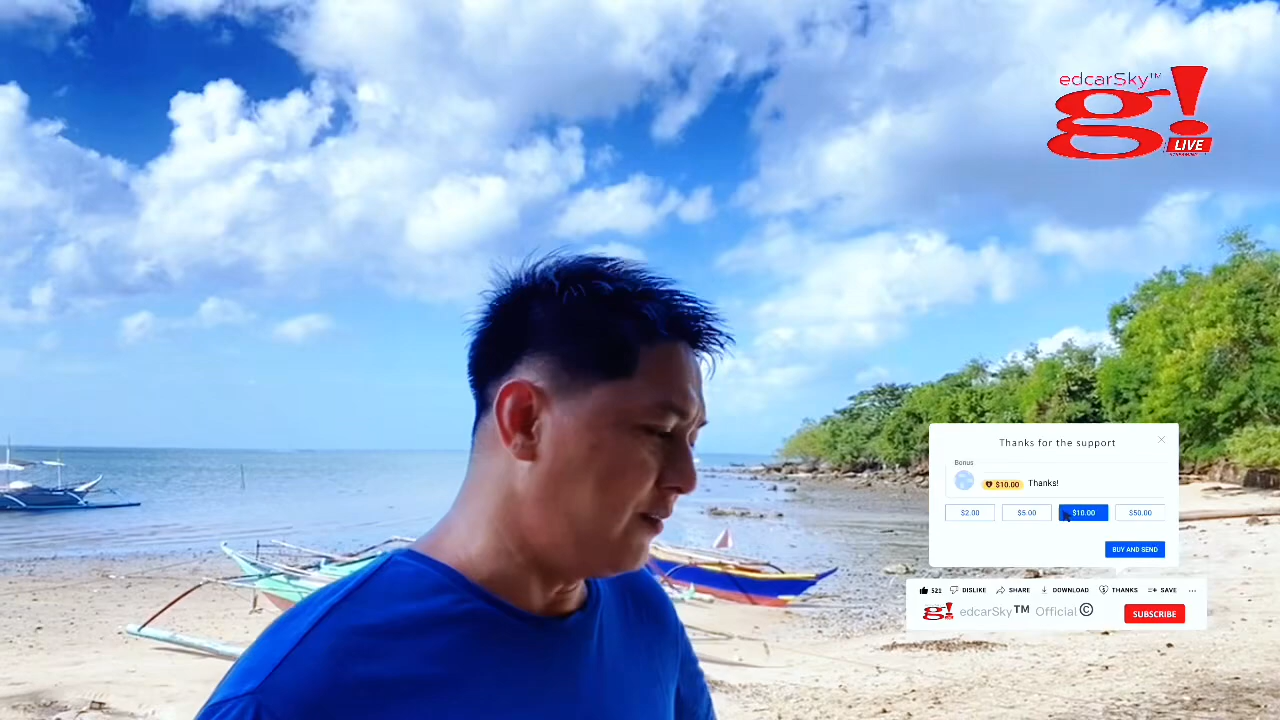 edcarSky™
g!
LIVE
Thanks for the support
Bonus
$10.00 Thanks!
$2.00 $5.00 $10.00 $50.00
BUY AND SEND
521 DISLIKE SHARE DOWNLOAD THANKS SAVE ...
g! edcarSky™ Official©
SUBSCRIBE